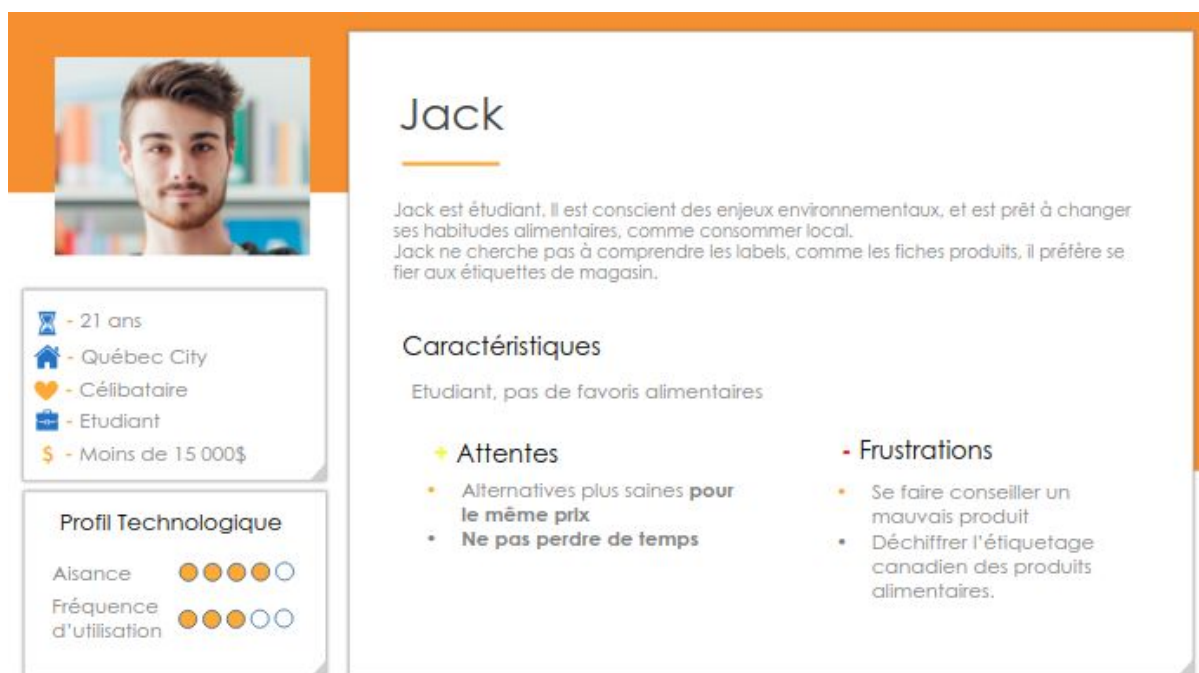 Jack
Jack est étudiant. Il est conscient des enjeux environnementaux, et est prêt à changer
ses habitudes alimentaires, comme consommer local.
Jack ne cherche pas à comprendre les labels, comme les fiches produits, il préfère se
fier aux étiquettes de magasin.
- 21 ans
- Québec City
- Célibataire
- Etudiant
$ - Moins de 15 000$
Profil Technologique
Aisance
Fréquence
d'utilisation
Caractéristiques
Etudiant, pas de favoris alimentaires
+ Attentes
• Alternatives plus saines pour
le même prix
• Ne pas perdre de temps
- Frustrations
• Se faire conseiller un
mauvais produit
• Déchiffrer l'étiquetage
canadien des produits
alimentaires.